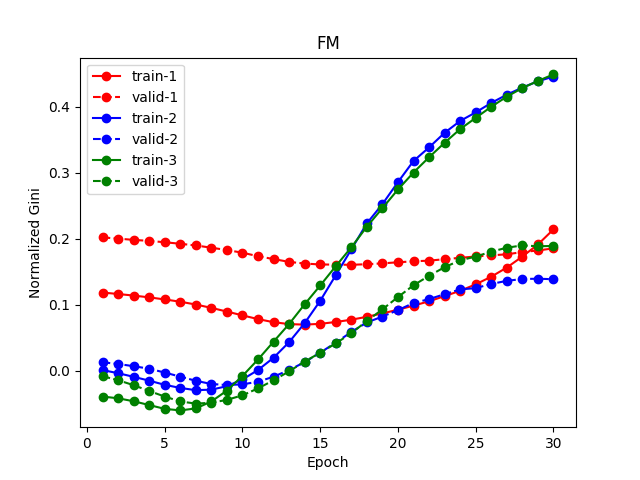 FM
train-1
valid-1
train-2
valid-2
train-3
valid-3
Normalized Gini
0.4
0.3
0.2
0.1
0.0
0 5 10 15 20 25 30
Epoch